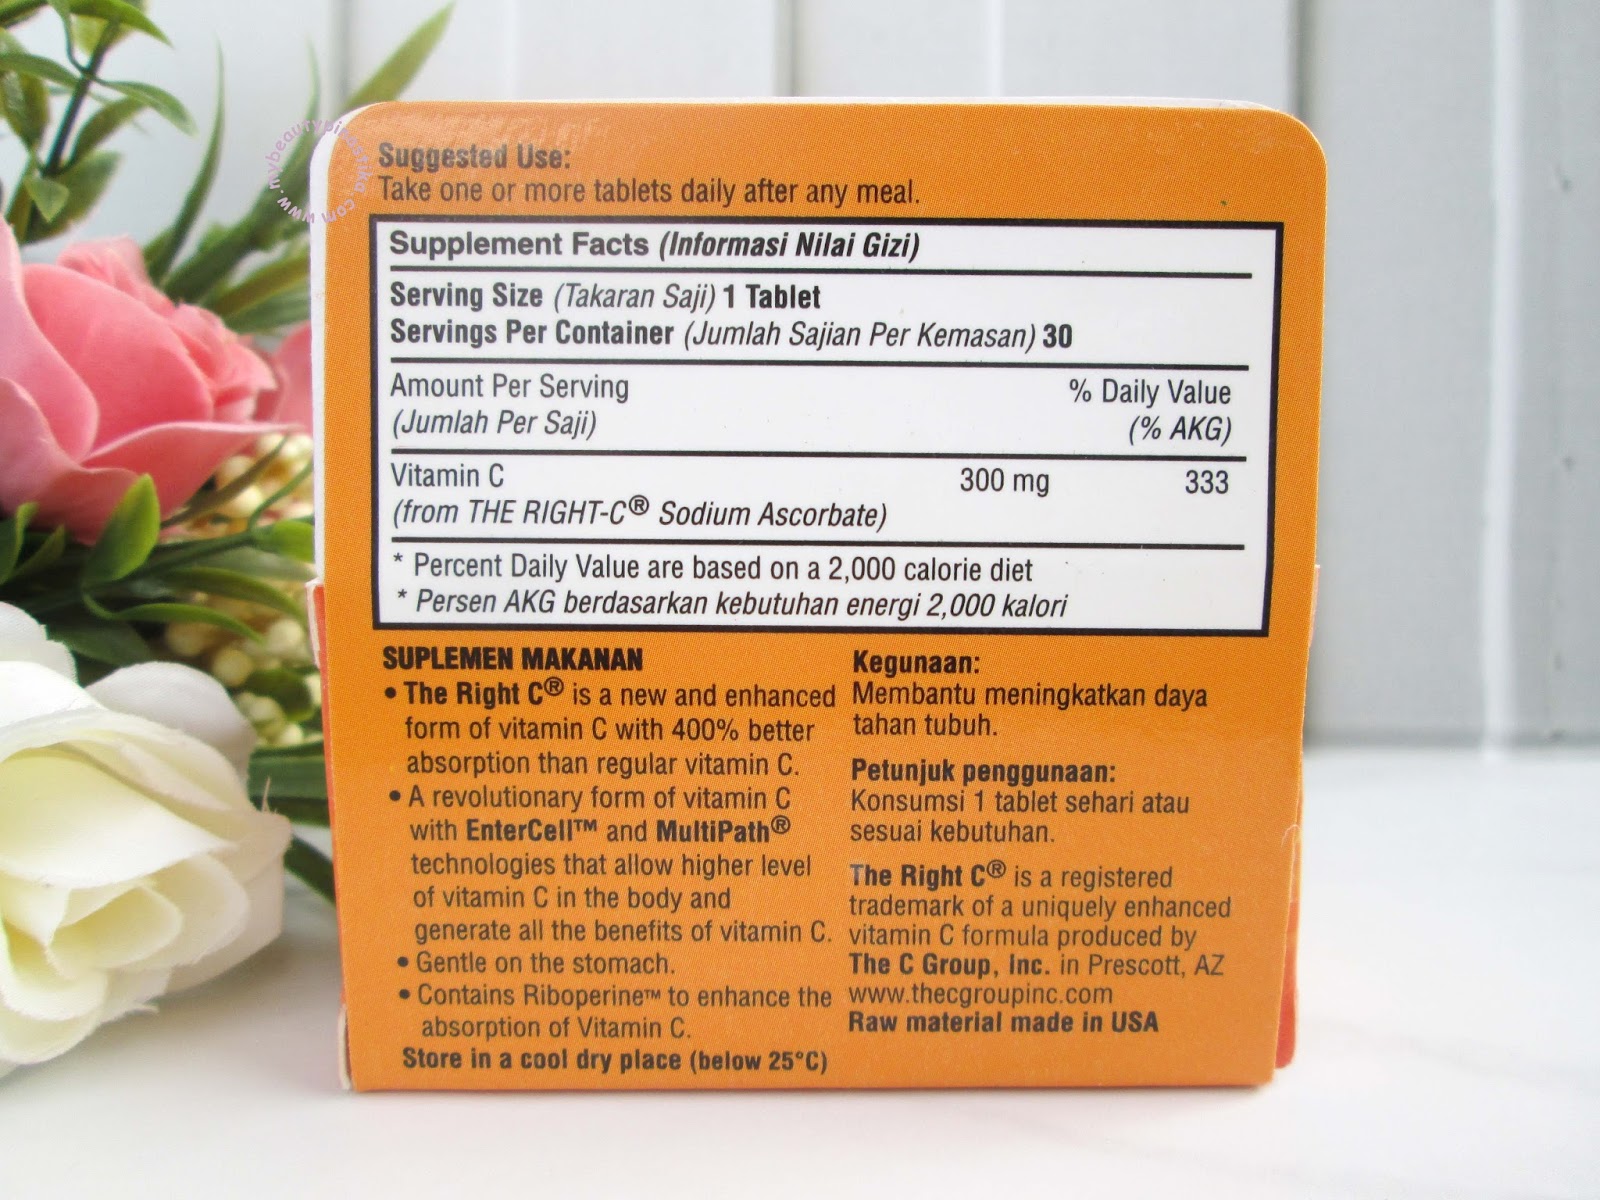 www.mybeautypinastika.com
Suggested Use:
Take one or more tablets daily after any meal.
Supplement Facts (Informasi Nilai Gizi)
Serving Size (Takaran Saji) 1 Tablet
Servings Per Container (Jumlah Sajian Per Kemasan) 30
Amount Per Serving % Daily Value
(Jumlah Per Saji) (% AKG)
Vitamin C 300 mg 333
(from THE RIGHT-C® Sodium Ascorbate)
* Percent Daily Value are based on a 2,000 calorie diet
* Persen AKG berdasarkan kebutuhan energi 2,000 kalori
SUPLEMEN MAKANAN
• The Right C® is a new and enhanced
form of vitamin C with 400% better
absorption than regular vitamin C.
• A revolutionary form of vitamin C
with EnterCell™ and MultiPath®
technologies that allow higher level
of vitamin C in the body and
generate all the benefits of vitamin C.
• Gentle on the stomach.
• Contains Riboperine™ to enhance the
absorption of Vitamin C.
Store in a cool dry place (below 25°C)
Kegunaan:
Membantu meningkatkan daya
tahan tubuh.
Petunjuk penggunaan:
Konsumsi 1 tablet sehari atau
sesuai kebutuhan.
The Right C® is a registered
trademark of a uniquely enhanced
vitamin C formula produced by
The C Group, Inc. in Prescott, AZ
www.thecgroupinc.com
Raw material made in USA